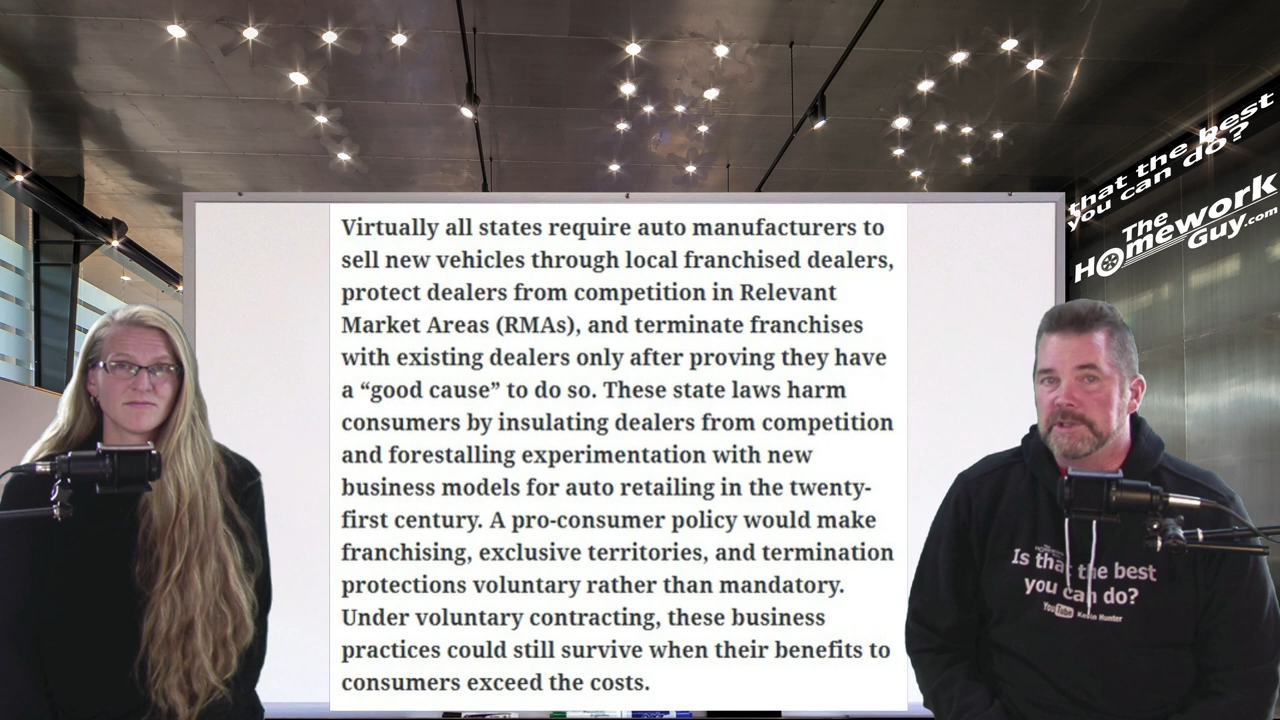 that the best
you can do?
The
Homework
Guy.com
Virtually all states require auto manufacturers to
sell new vehicles through local franchised dealers,
protect dealers from competition in Relevant
Market Areas (RMAs), and terminate franchises
with existing dealers only after proving they have
a “good cause” to do so. These state laws harm
consumers by insulating dealers from competition
and forestalling experimentation with new
business models for auto retailing in the twenty-
first century. A pro-consumer policy would make
franchising, exclusive territories, and termination
protections voluntary rather than mandatory.
Under voluntary contracting, these business
practices could still survive when their benefits to
consumers exceed the costs.
Is that the best
you can do?
YouTube Kevin Hunter